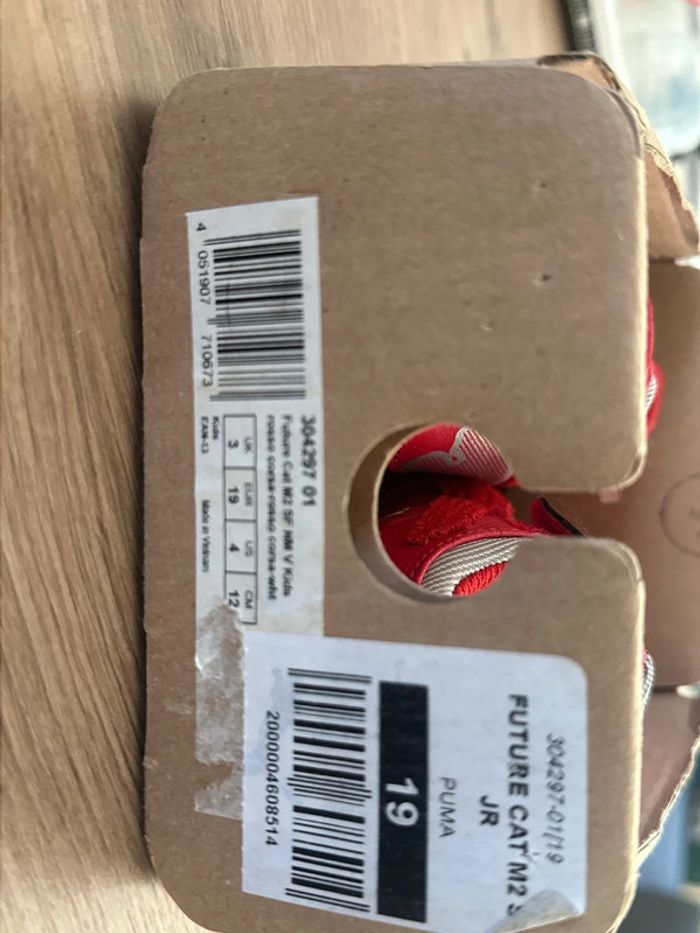 304297 01
Future Cat M2 SF NM V Kids
rosso corsa-rosso corsa-wht
UK EUR US CM
3 19 4 12
Kids
EAN-13 Made in Vietnam
4 051907 710673
304297-01/19
FUTURE CAT M2 S
JR
PUMA
19
2000004608514